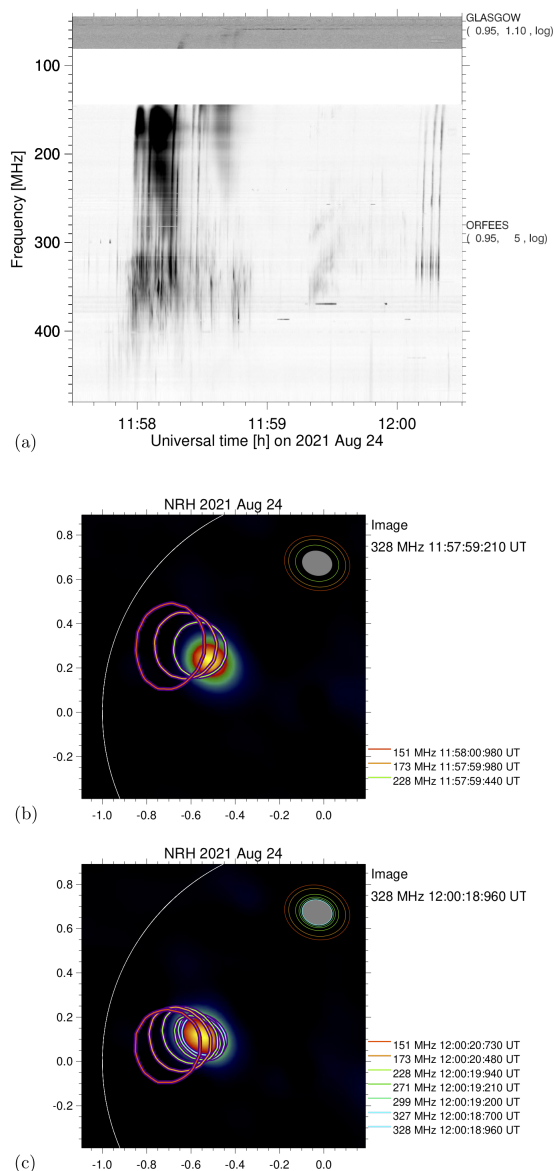 GLASGOW
( 0.95, 1.10 , log)
100
200
300
400
Frequency [MHz]
ORFEES
( 0.95, 5 , log)
11:58 11:59 12:00
(a) Universal time [h] on 2021 Aug 24
NRH 2021 Aug 24
Image
328 MHz 11:57:59:210 UT
0.8
0.6
0.4
0.2
0.0
-0.2
151 MHz 11:58:00:980 UT
173 MHz 11:57:59:980 UT
228 MHz 11:57:59:440 UT
(b)
-1.0 -0.8 -0.6 -0.4 -0.2 0.0
NRH 2021 Aug 24
Image
328 MHz 12:00:18:960 UT
0.8
0.6
0.4
0.2
0.0
-0.2
151 MHz 12:00:20:730 UT
173 MHz 12:00:20:480 UT
228 MHz 12:00:19:940 UT
271 MHz 12:00:19:210 UT
299 MHz 12:00:19:200 UT
327 MHz 12:00:18:700 UT
328 MHz 12:00:18:960 UT
(c)
-1.0 -0.8 -0.6 -0.4 -0.2 0.0